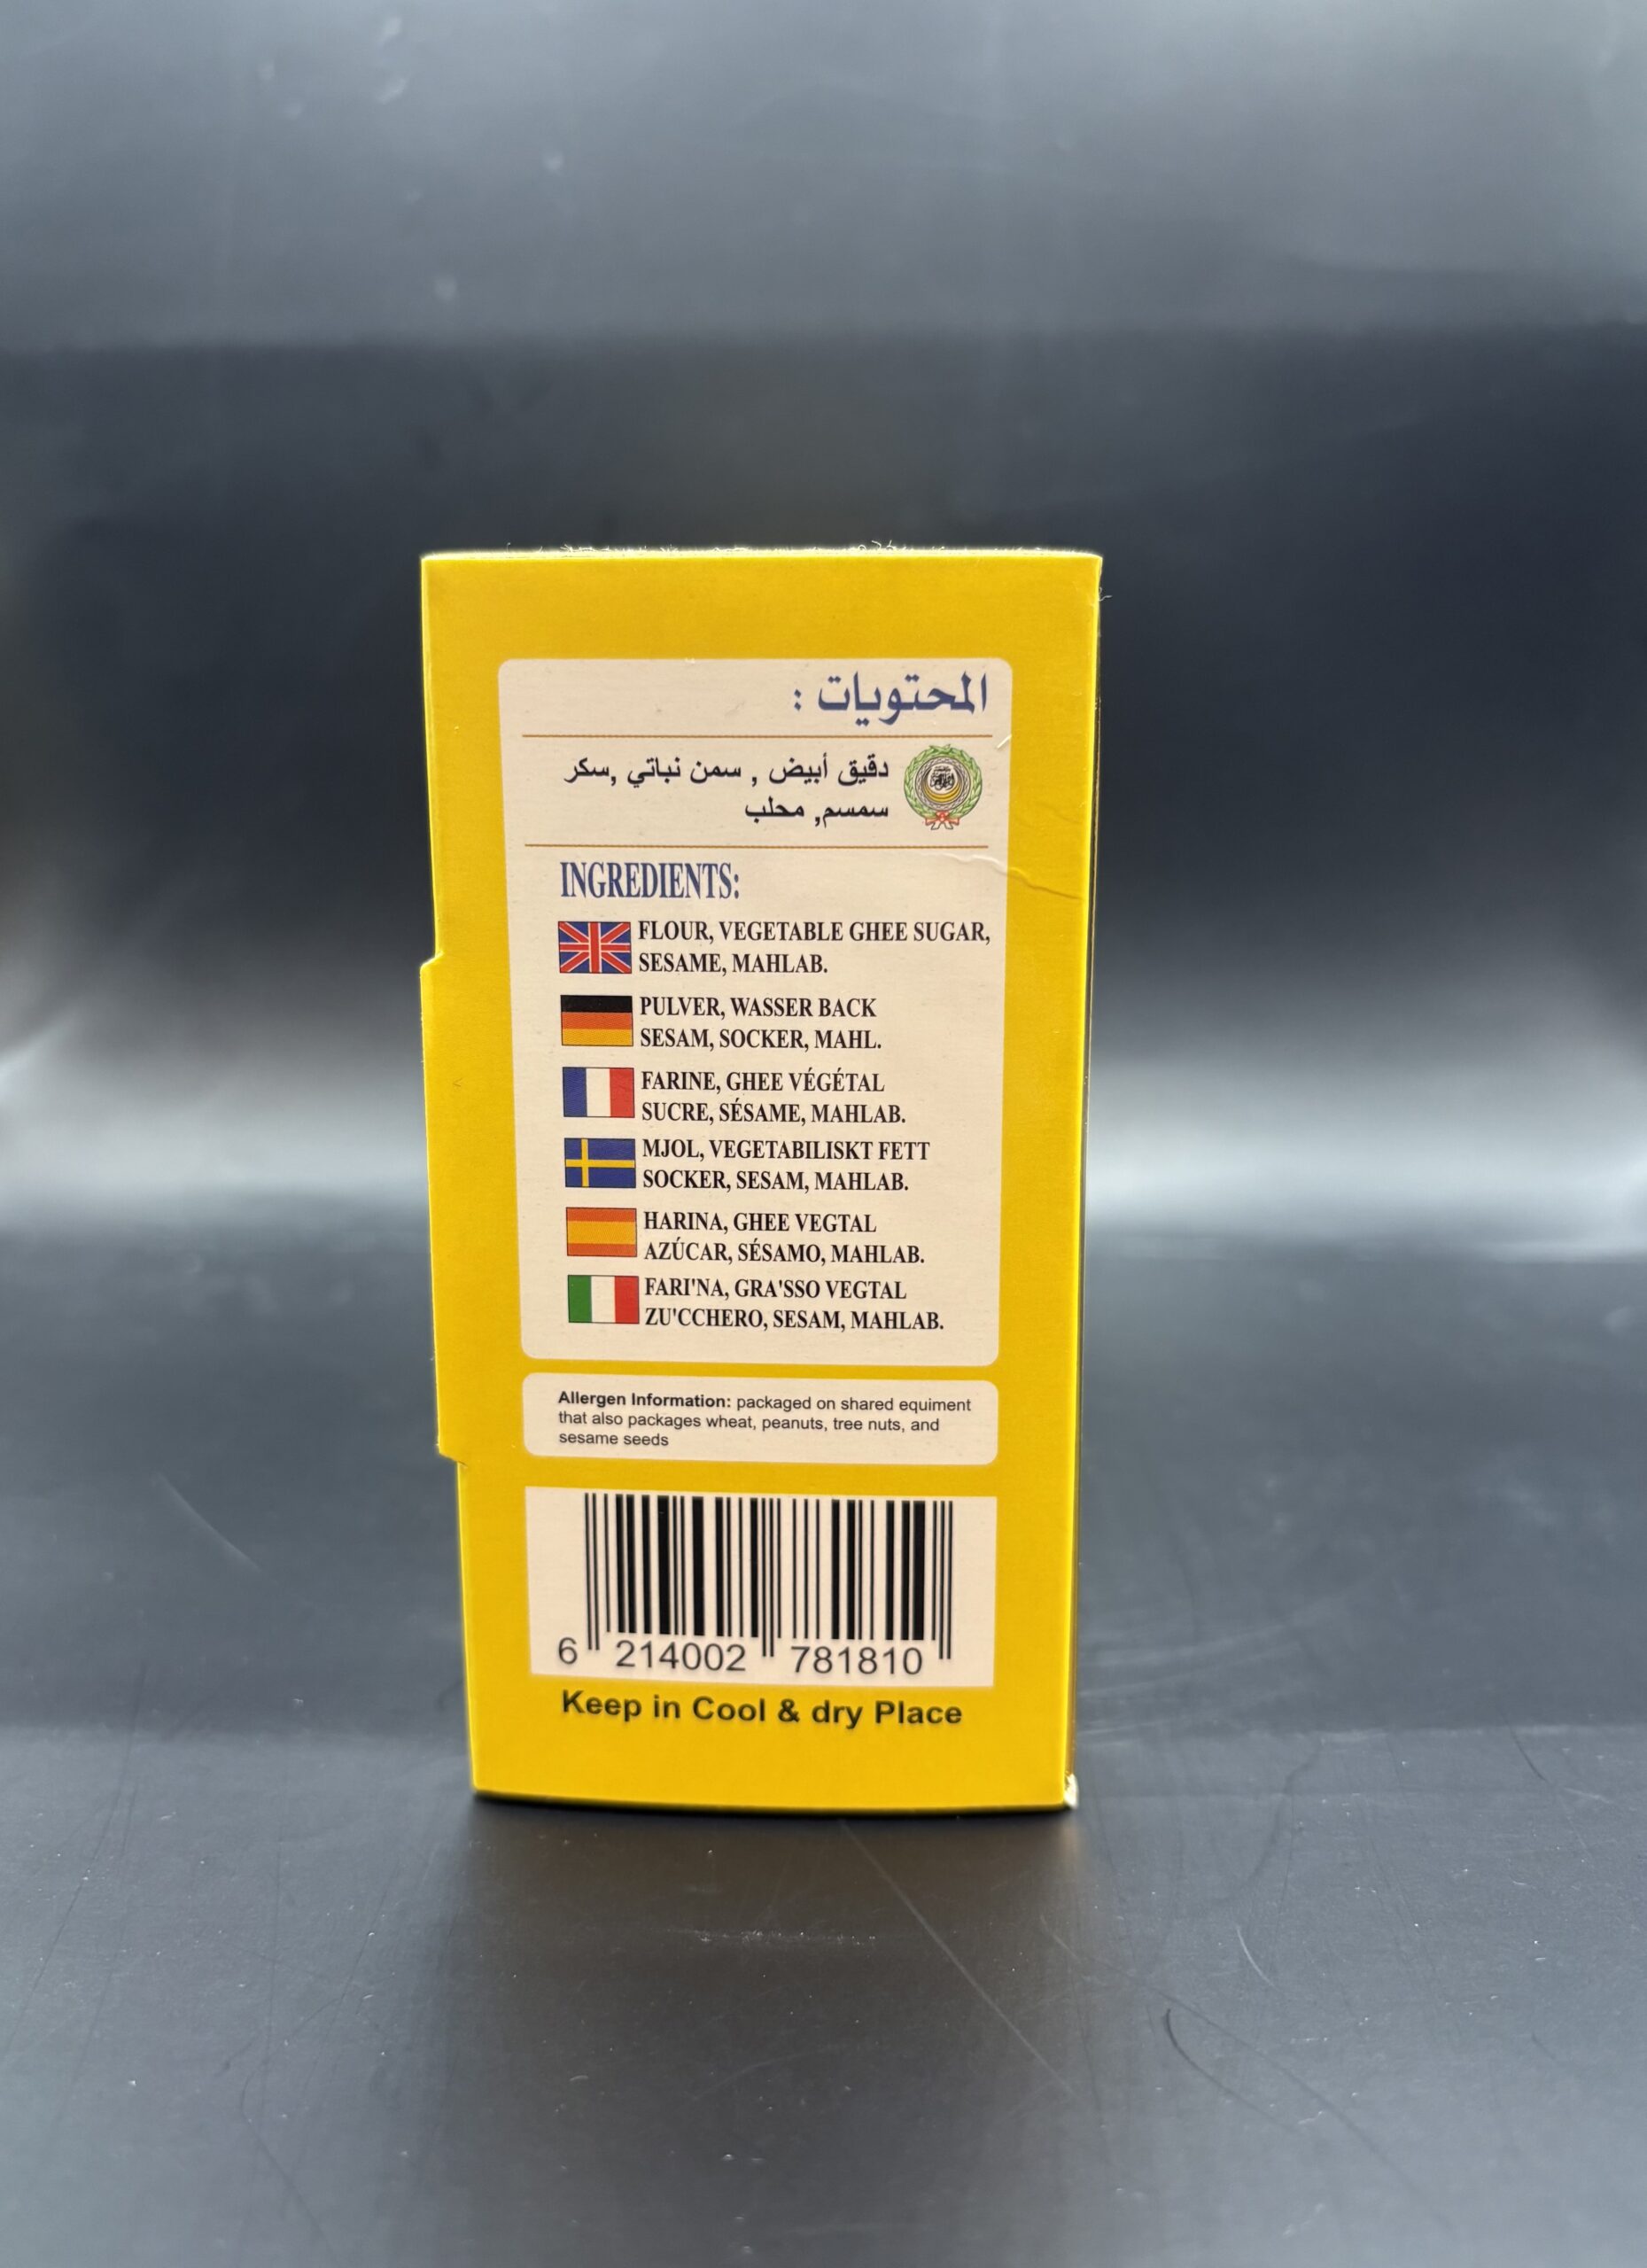 المحتويات :
دقيق أبيض , سمن نباتي ,سكر
سمسم, محلب
INGREDIENTS:
FLOUR, VEGETABLE GHEE SUGAR,
SESAME, MAHLAB.
PULVER, WASSER BACK
SESAM, SOCKER, MAHL.
FARINE, GHEE VÉGÉTAL
SUCRE, SÉSAME, MAHLAB.
MJOL, VEGETABILISKT FETT
SOCKER, SESAM, MAHLAB.
HARINA, GHEE VEGTAL
AZÚCAR, SÉSAMO, MAHLAB.
FARI'NA, GRA'SSO VEGTAL
ZU'CCHERO, SESAM, MAHLAB.
Allergen Information: packaged on shared equiment
that also packages wheat, peanuts, tree nuts, and
sesame seeds
6 214002 781810
Keep in Cool & dry Place